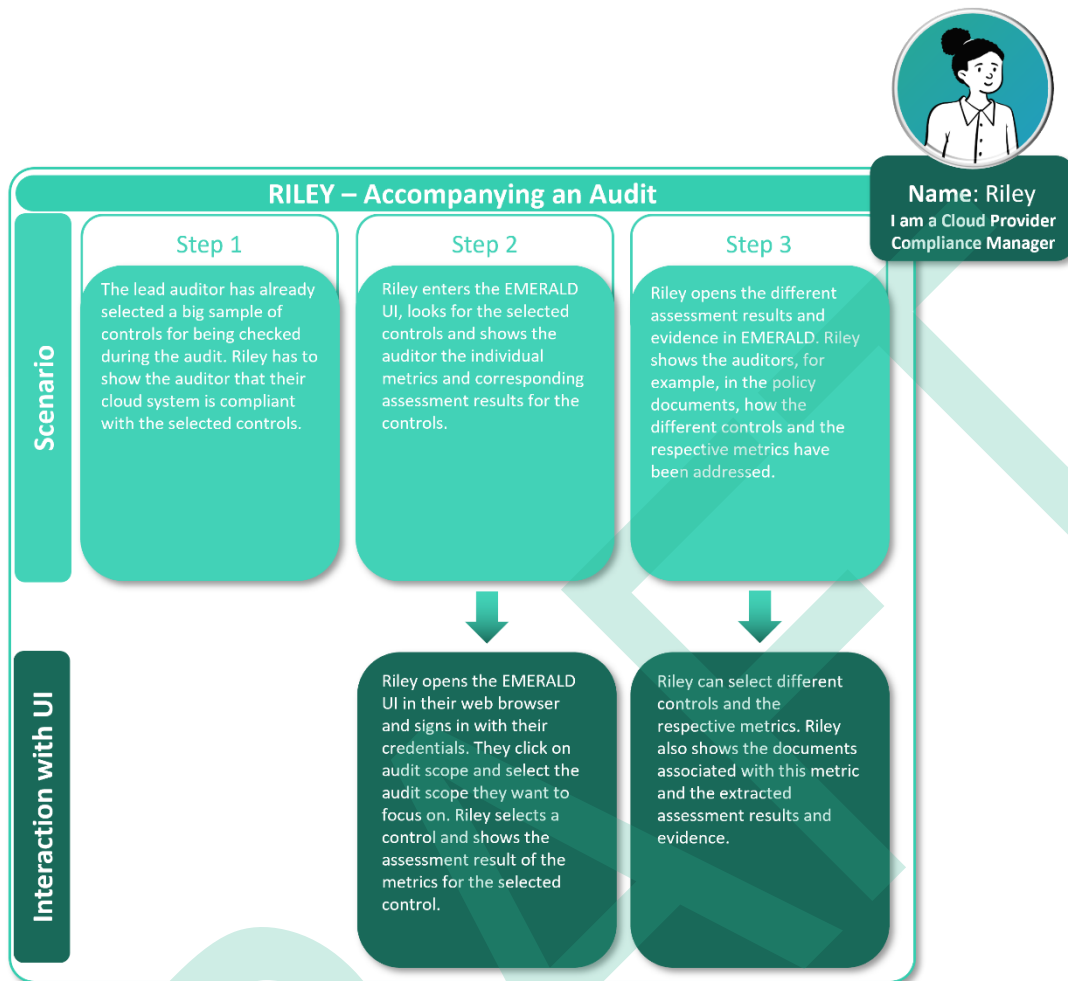 Name: Riley
I am a Cloud Provider
Compliance Manager
RILEY – Accompanying an Audit
Scenario
Step 1
The lead auditor has already
selected a big sample of
controls for being checked
during the audit. Riley has to
show the auditor that their
cloud system is compliant
with the selected controls.
Step 2
Riley enters the EMERALD
UI, looks for the selected
controls and shows the
auditor the individual
metrics and corresponding
assessment results for the
controls.
Step 3
Riley opens the different
assessment results and
evidence in EMERALD. Riley
shows the auditors, for
example, in the policy
documents, how the
different controls and the
respective metrics have
been addressed.
Interaction with UI
Riley opens the EMERALD
UI in their web browser
and signs in with their
credentials. They click on
audit scope and select the
audit scope they want to
focus on. Riley selects a
control and shows the
assessment result of the
metrics for the selected
control.
Riley can select different
controls and the
respective metrics. Riley
also shows the documents
associated with this metric
and the extracted
assessment results and
evidence.